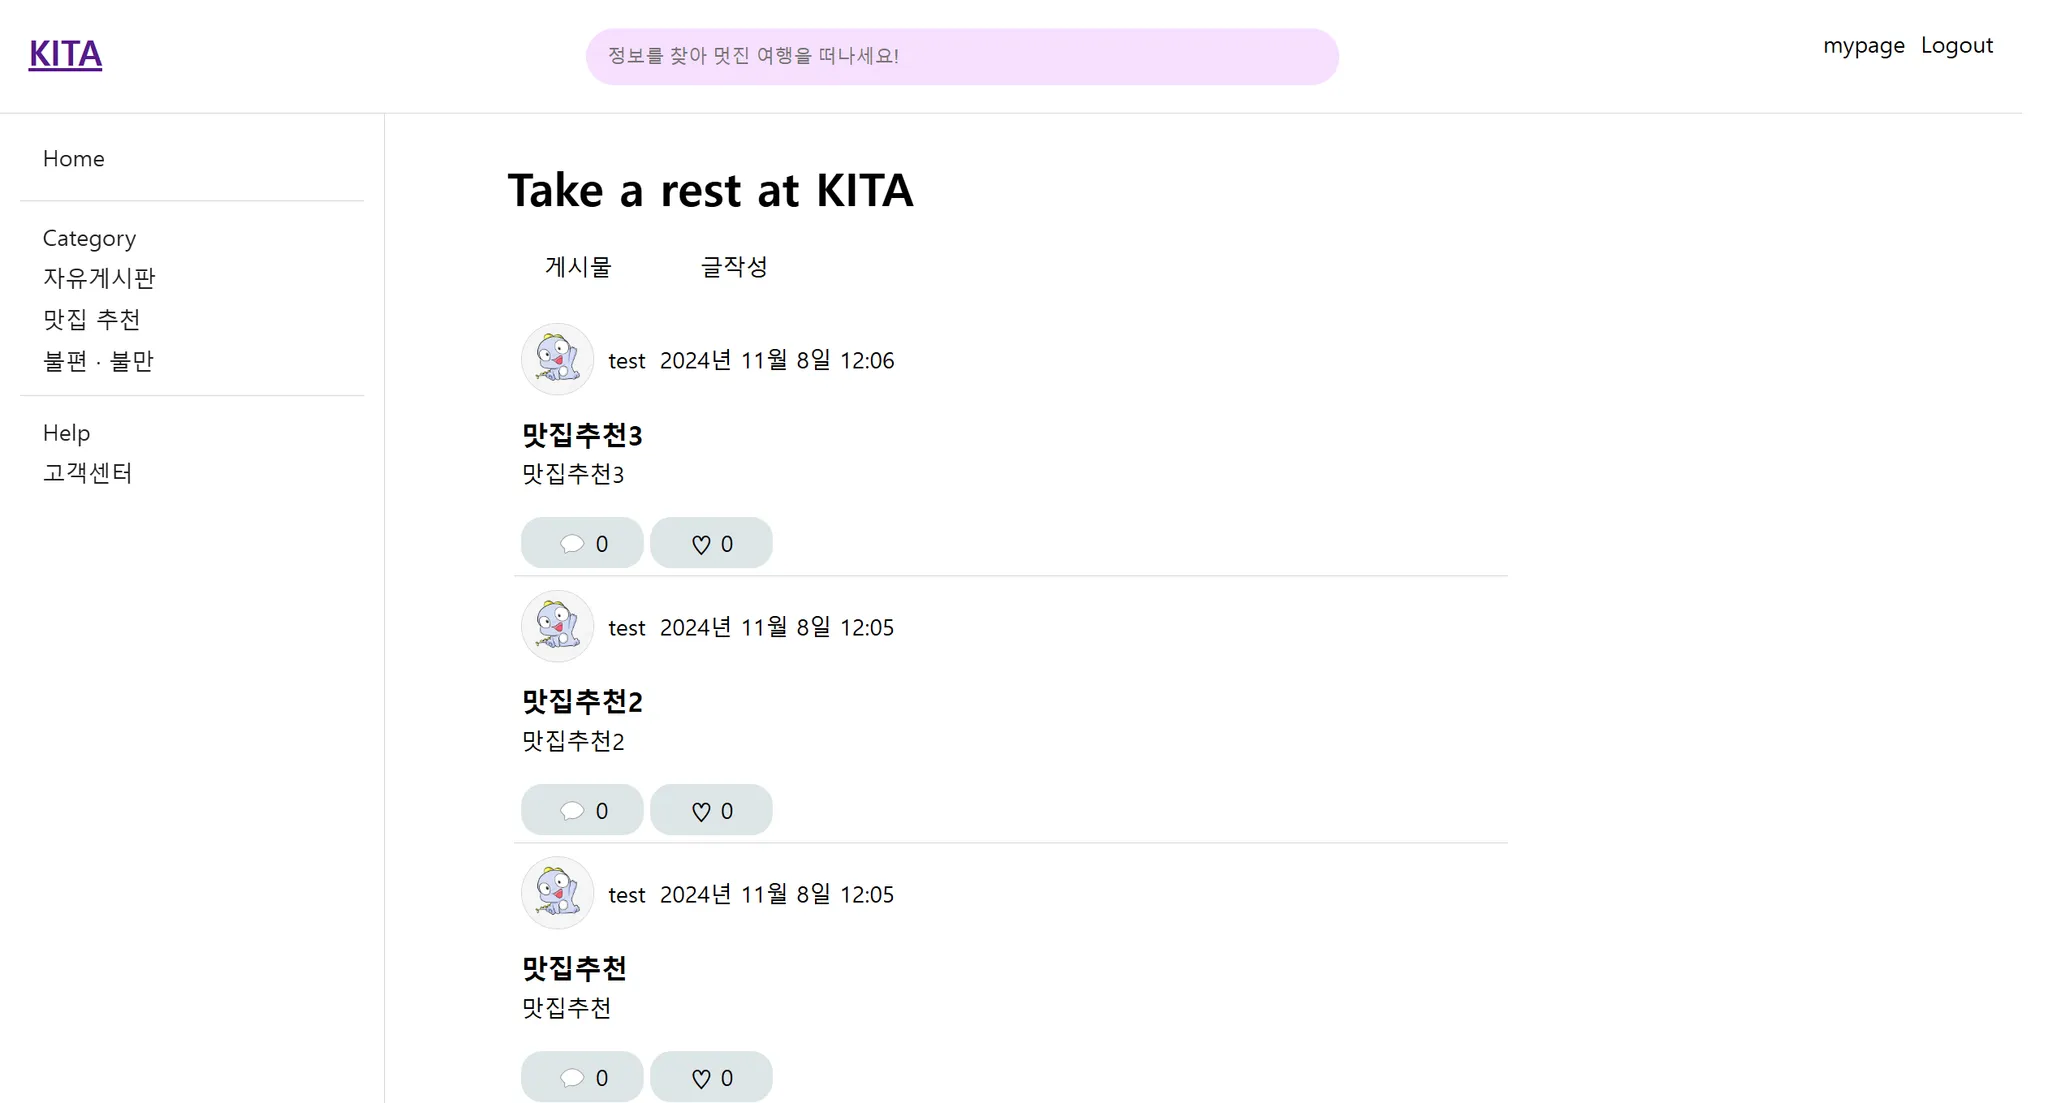 KITA
정보를 찾아 멋진 여행을 떠나세요!
mypage Logout
Home
Category
자유게시판
맛집 추천
불편 · 불만
Help
고객센터
Take a rest at KITA
게시물 글작성
test 2024년 11월 8일 12:06
맛집추천3
맛집추천3
0 0
test 2024년 11월 8일 12:05
맛집추천2
맛집추천2
0 0
test 2024년 11월 8일 12:05
맛집추천
맛집추천
0 0